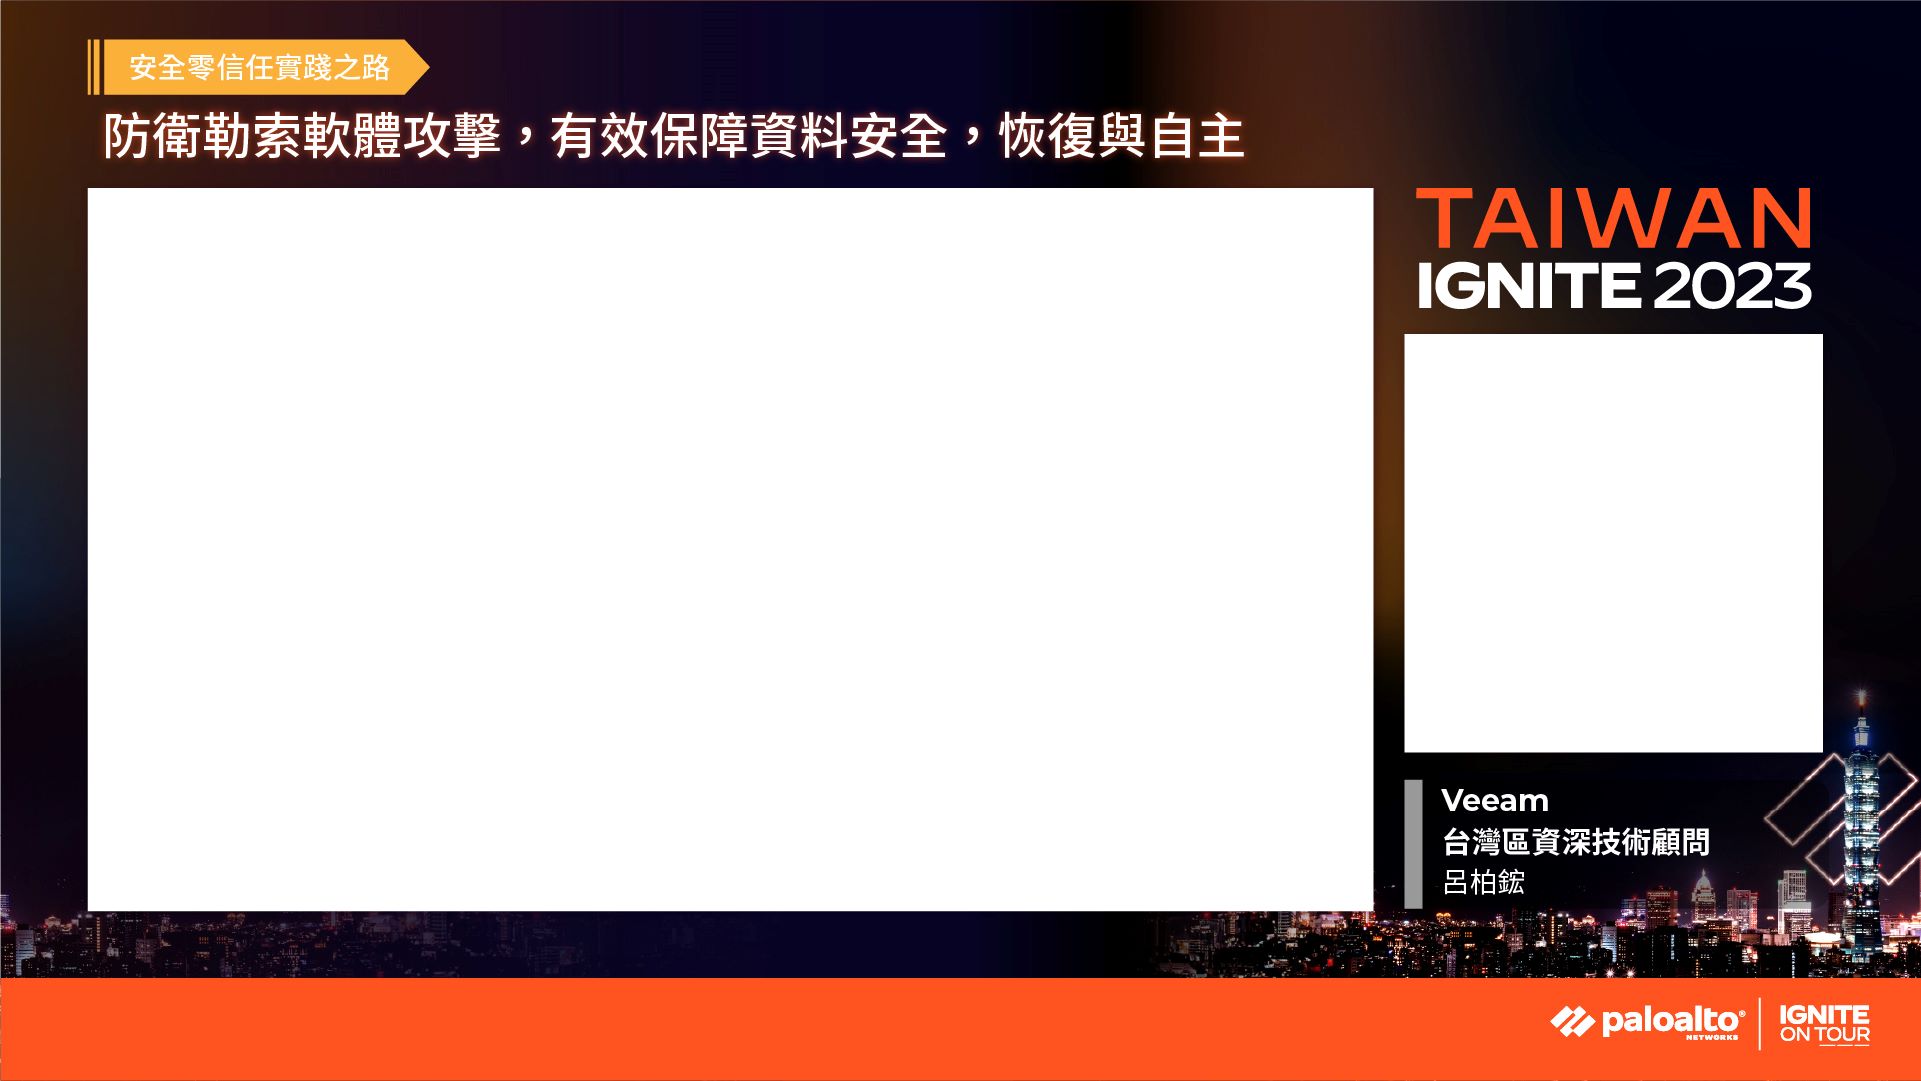 安全零信任實踐之路
防衛勒索軟體攻擊，有效保障資料安全，恢復與自主
TAIWAN
IGNITE 2023
Veeam
台灣區資深技術顧問
呂柏鋐
paloalto®
NETWORKS
IGNITE
ON TOUR